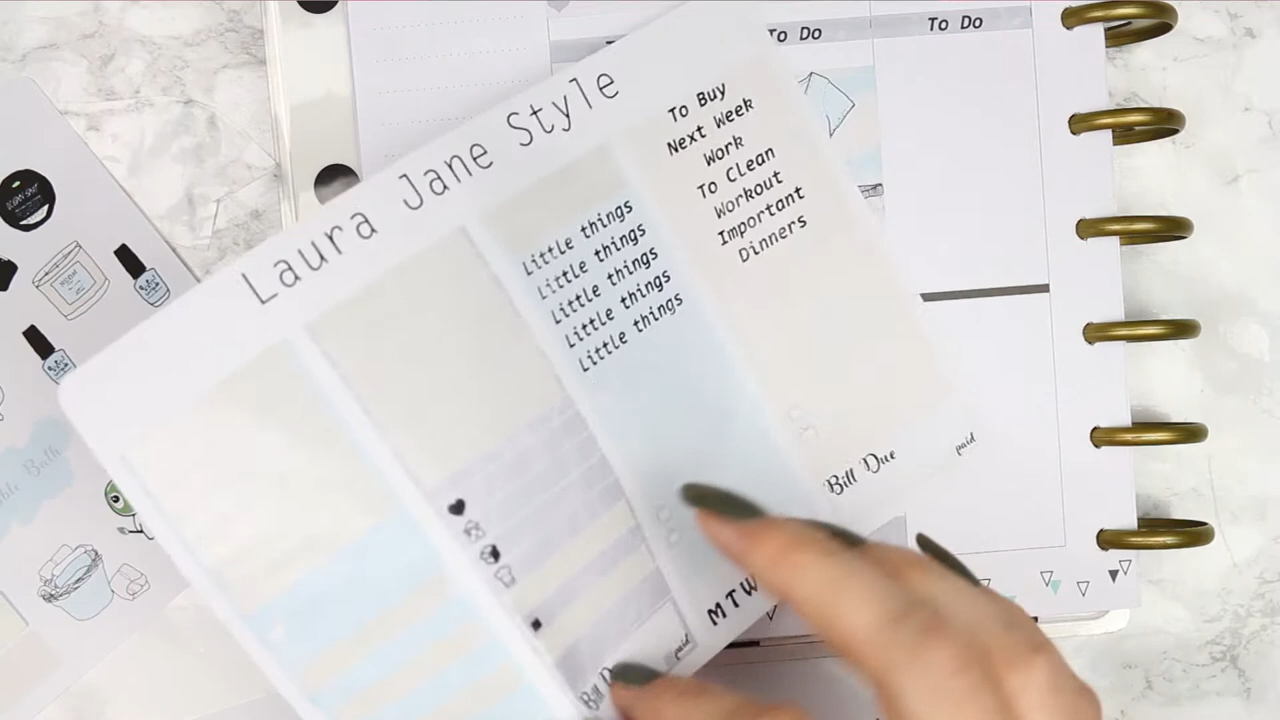 To Do
To Do
Laura Jane Style
To Buy
Next Week
Work
To Clean
Workout
Important
Dinners
Little things
Little things
Little things
Little things
Little things
Bill Due
paid
MTW
paid
Bath